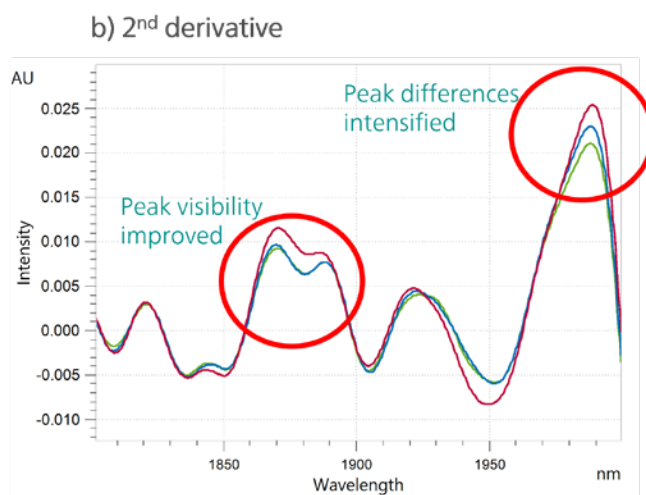 b) 2nd derivative
AU
0.025
0.020
0.015
0.010
0.005
0.000
-0.005
-0.010
Intensity
Peak differences
intensified
Peak visibility
improved
1850
1900
1950
nm
Wavelength